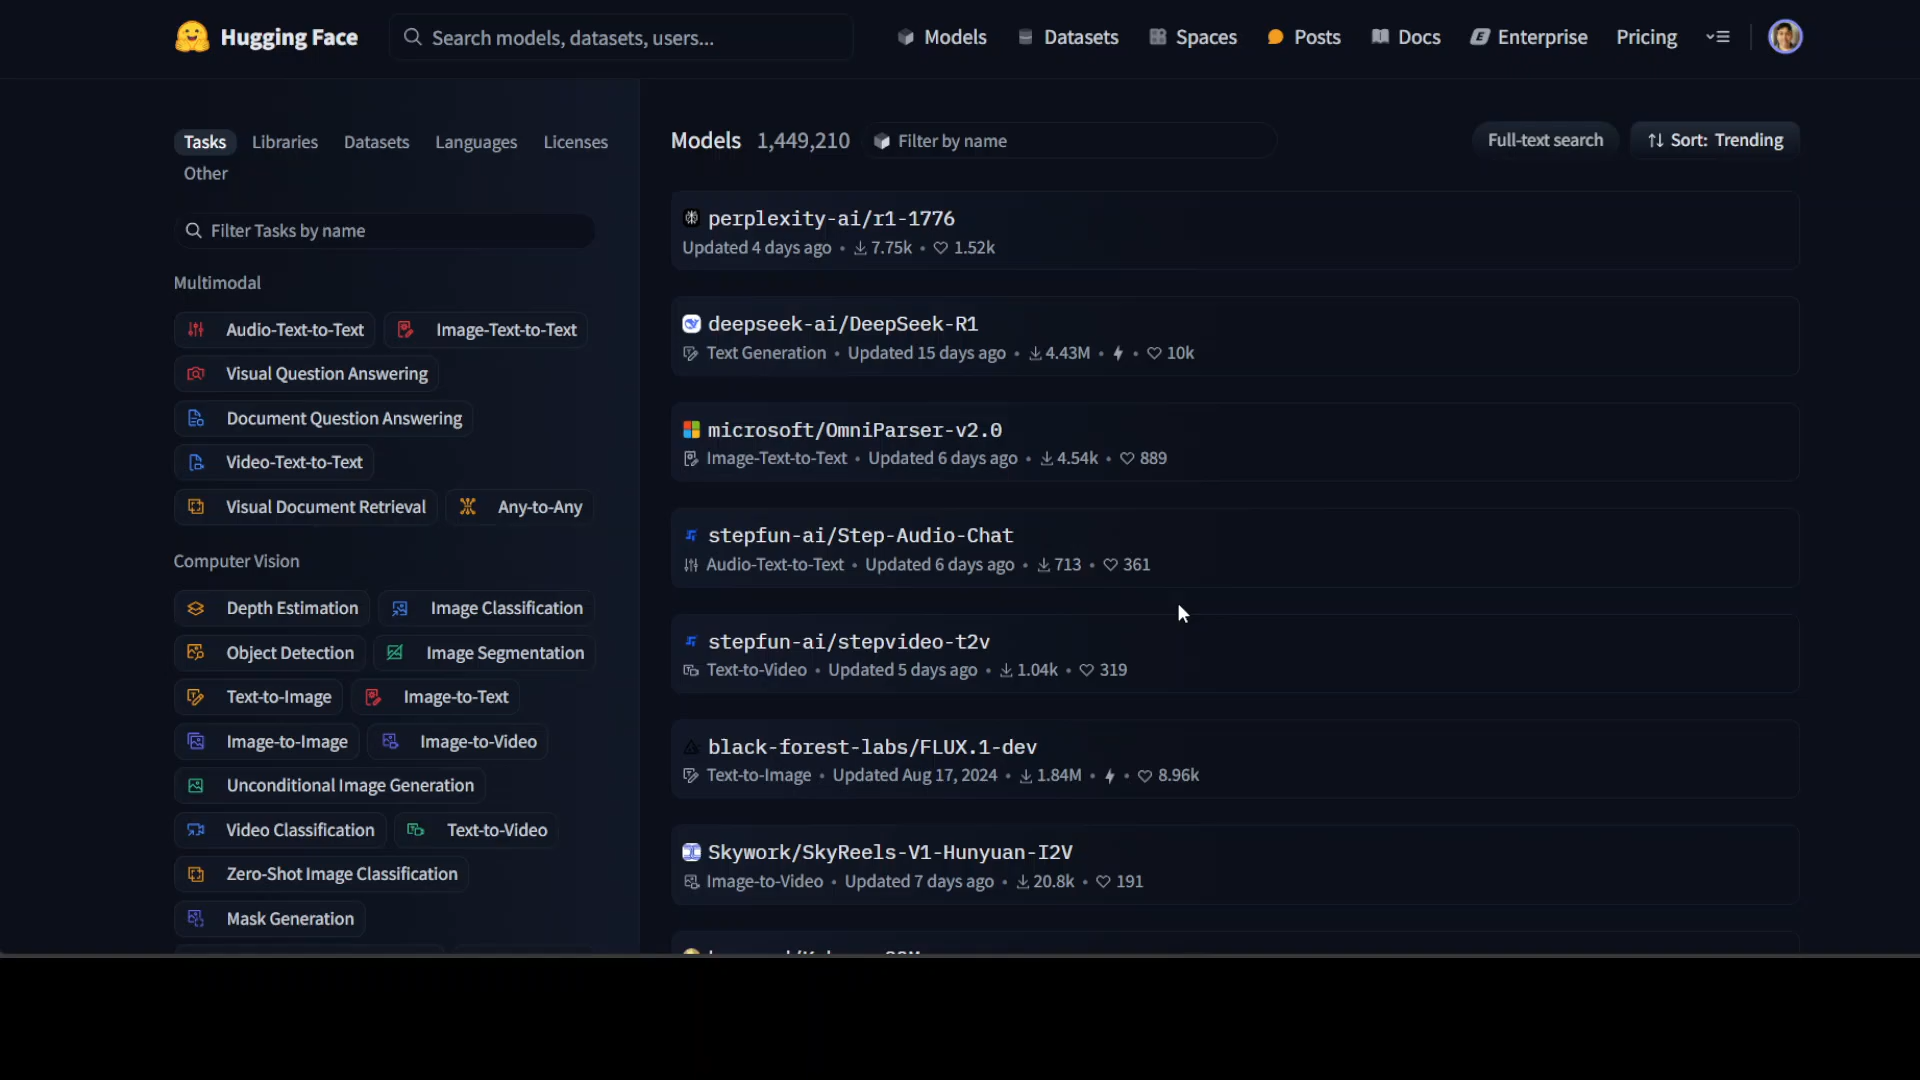 Hugging Face
Search models, datasets, users...
Models
Datasets
Spaces
Posts
Docs
Enterprise
Pricing
Tasks
Libraries
Datasets
Languages
Licenses
Other
Filter Tasks by name
Multimodal
Audio-Text-to-Text
Image-Text-to-Text
Visual Question Answering
Document Question Answering
Video-Text-to-Text
Visual Document Retrieval
Any-to-Any
Computer Vision
Depth Estimation
Image Classification
Object Detection
Image Segmentation
Text-to-Image
Image-to-Text
Image-to-Image
Image-to-Video
Unconditional Image Generation
Video Classification
Text-to-Video
Zero-Shot Image Classification
Mask Generation
Models 1,449,210
Filter by name
Full-text search
Sort: Trending
perplexity-ai/r1-1776
Updated 4 days ago • 7.75k • 1.52k
deepseek-ai/DeepSeek-R1
Text Generation • Updated 15 days ago • 4.43M • • 10k
microsoft/OmniParser-v2.0
Image-Text-to-Text • Updated 6 days ago • 4.54k • 889
stepfun-ai/Step-Audio-Chat
Audio-Text-to-Text • Updated 6 days ago • 713 • 361
stepfun-ai/stepvideo-t2v
Text-to-Video • Updated 5 days ago • 1.04k • 319
black-forest-labs/FLUX.1-dev
Text-to-Image • Updated Aug 17, 2024 • 1.84M • • 8.96k
Skywork/SkyReels-V1-Hunyuan-I2V
Image-to-Video • Updated 7 days ago • 20.8k • 191